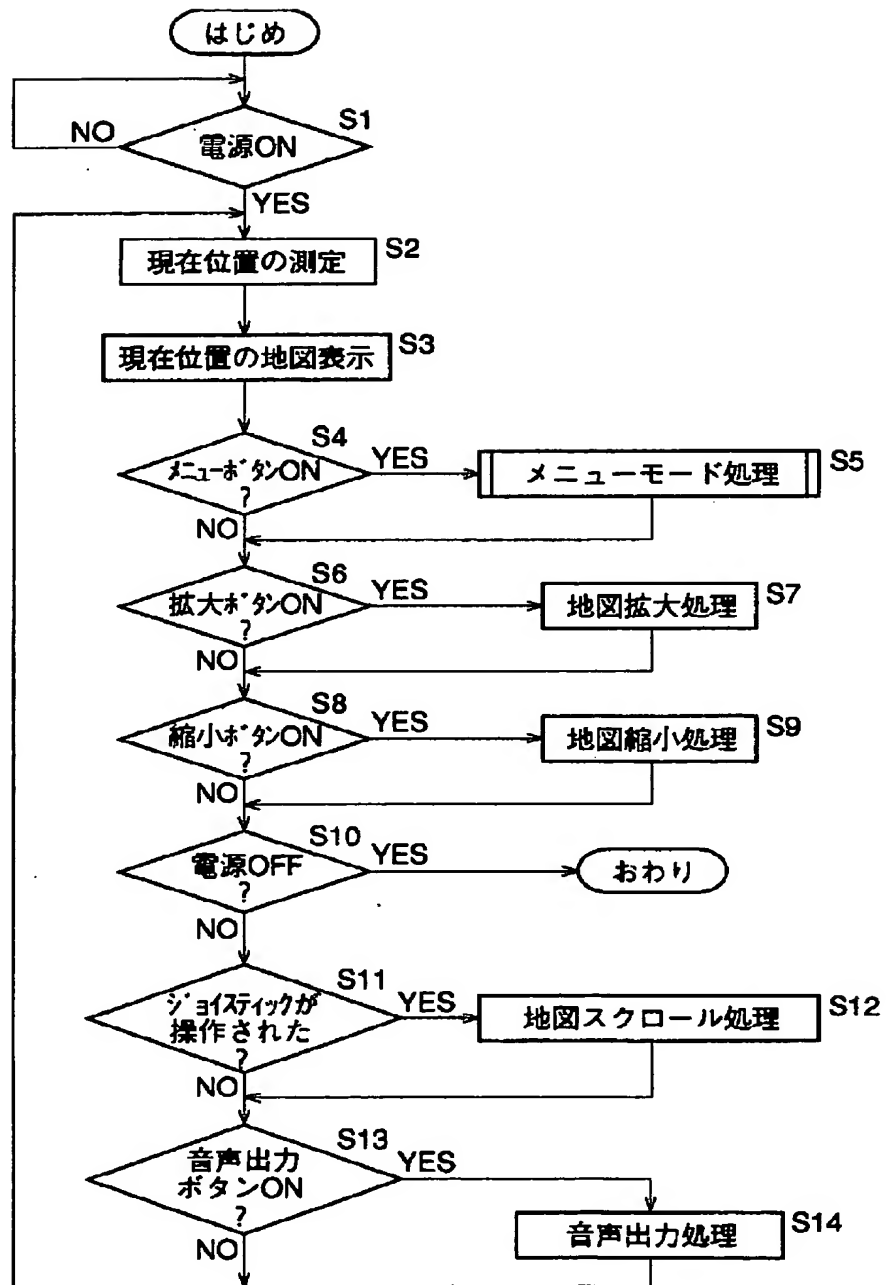 はじめ
S1
NO
電源ON
YES
S2
現在位置の測定
S3
現在位置の地図表示
S4
YES
メニューボタンON
?
メニューモード処理
S5
NO
S6
YES
拡大ボタンON
?
地図拡大処理
S7
NO
S8
YES
縮小ボタンON
?
地図縮小処理
S9
NO
S10
YES
電源OFF
?
おわり
NO
S11
YES
ジョイスティックが
操作された
?
地図スクロール処理
S12
NO
S13
YES
音声出力
ボタンON
?
音声出力処理
S14
NO